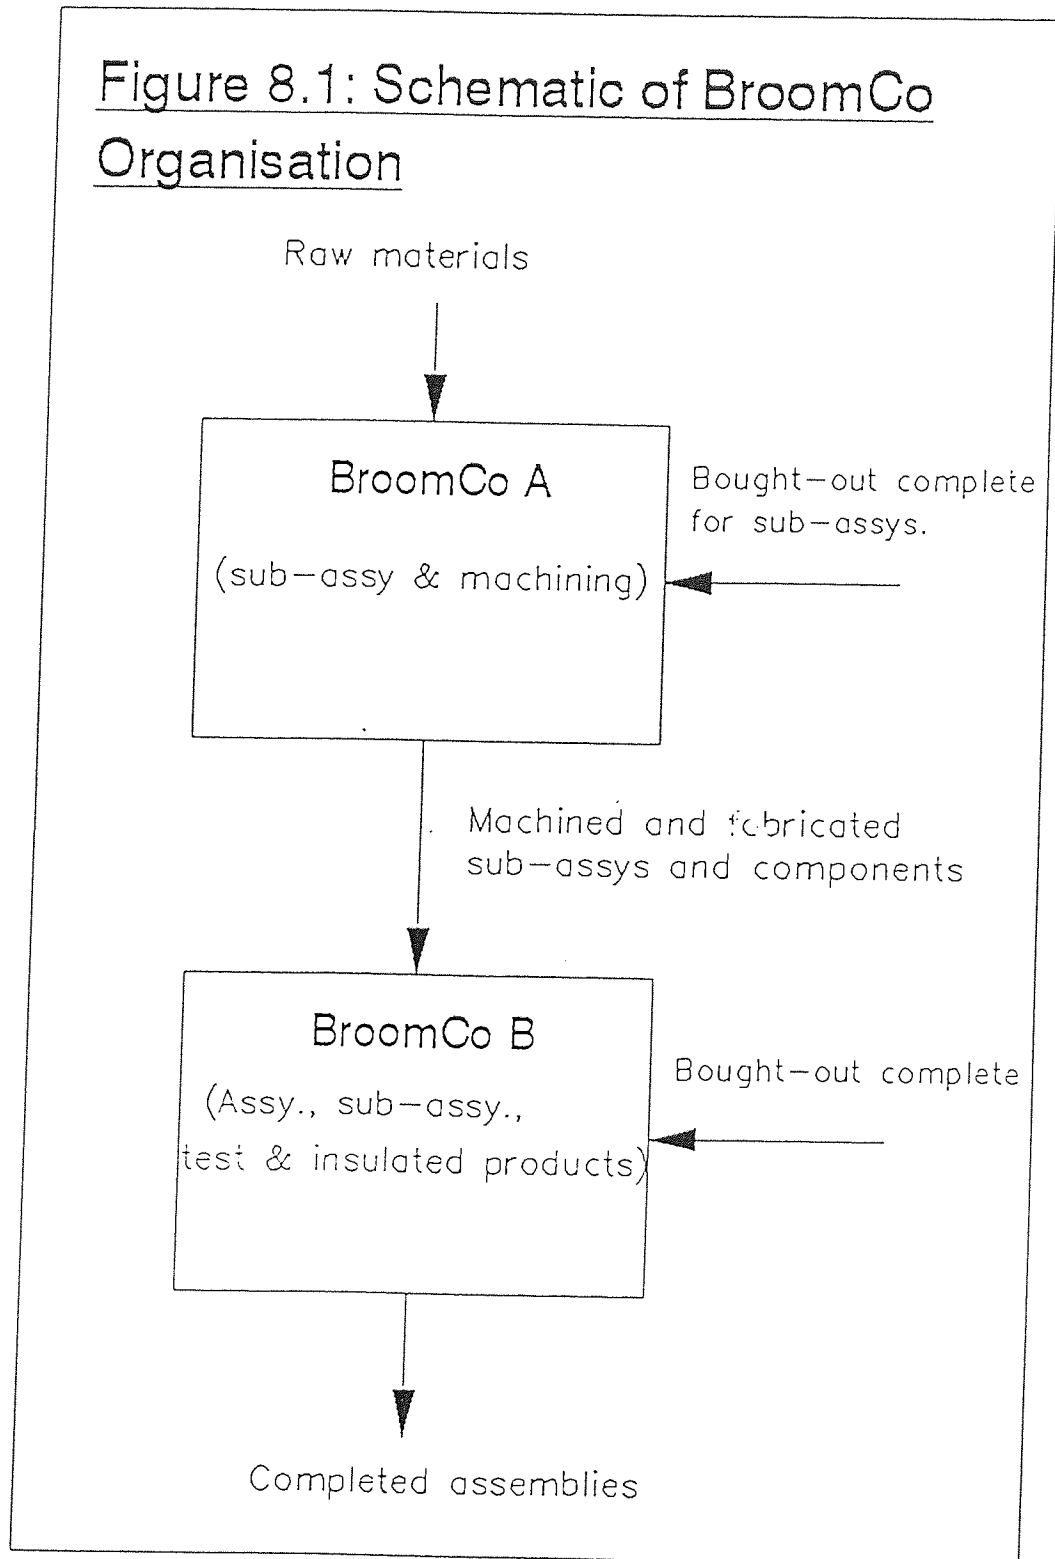 Figure 8.1: Schematic of BroomCo
Organisation
Raw materials
BroomCo A
(sub-assy & machining)
Bought-out complete
for sub-assys.
Machined and fabricated
sub-assys and components
BroomCo B
(Assy., sub-assy.,
test & insulated products)
Bought-out complete
Completed assemblies